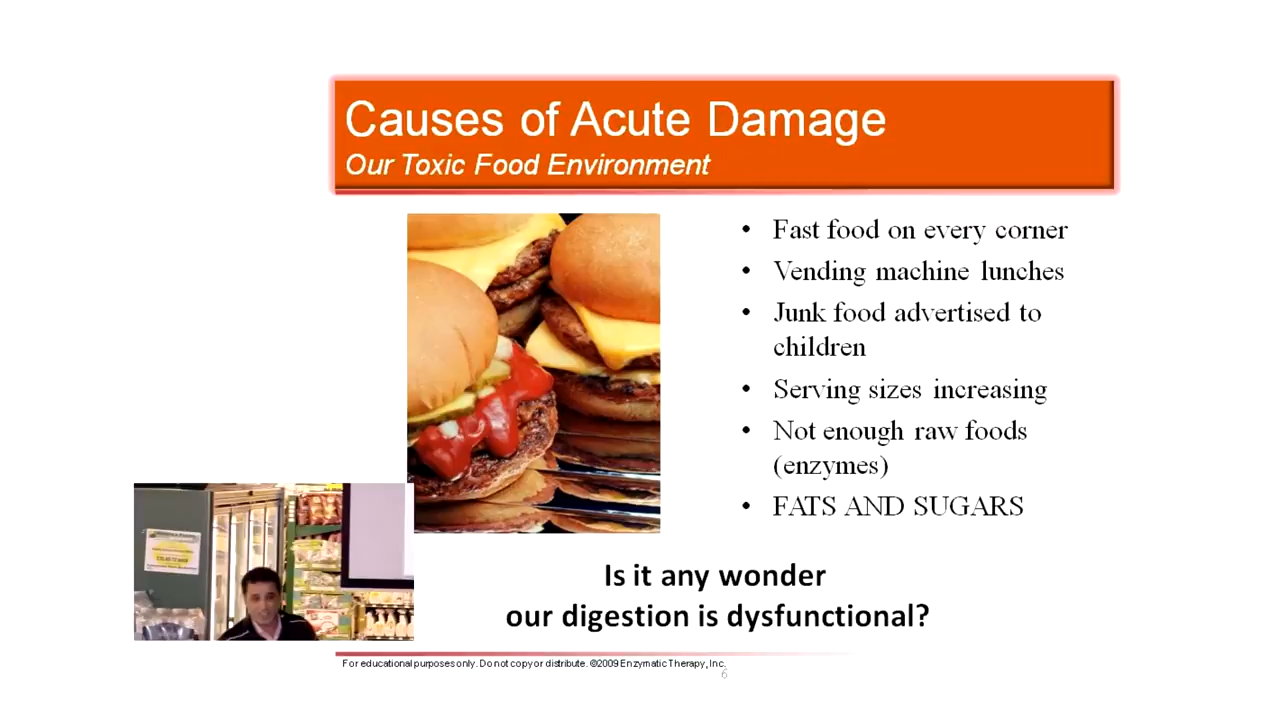 Causes of Acute Damage
Our Toxic Food Environment
• Fast food on every corner
• Vending machine lunches
• Junk food advertised to
children
• Serving sizes increasing
• Not enough raw foods
(enzymes)
• FATS AND SUGARS
Is it any wonder
our digestion is dysfunctional?
For educational purposes only. Do not copy or distribute. ©2009 Enzymatic Therapy, Inc.
6